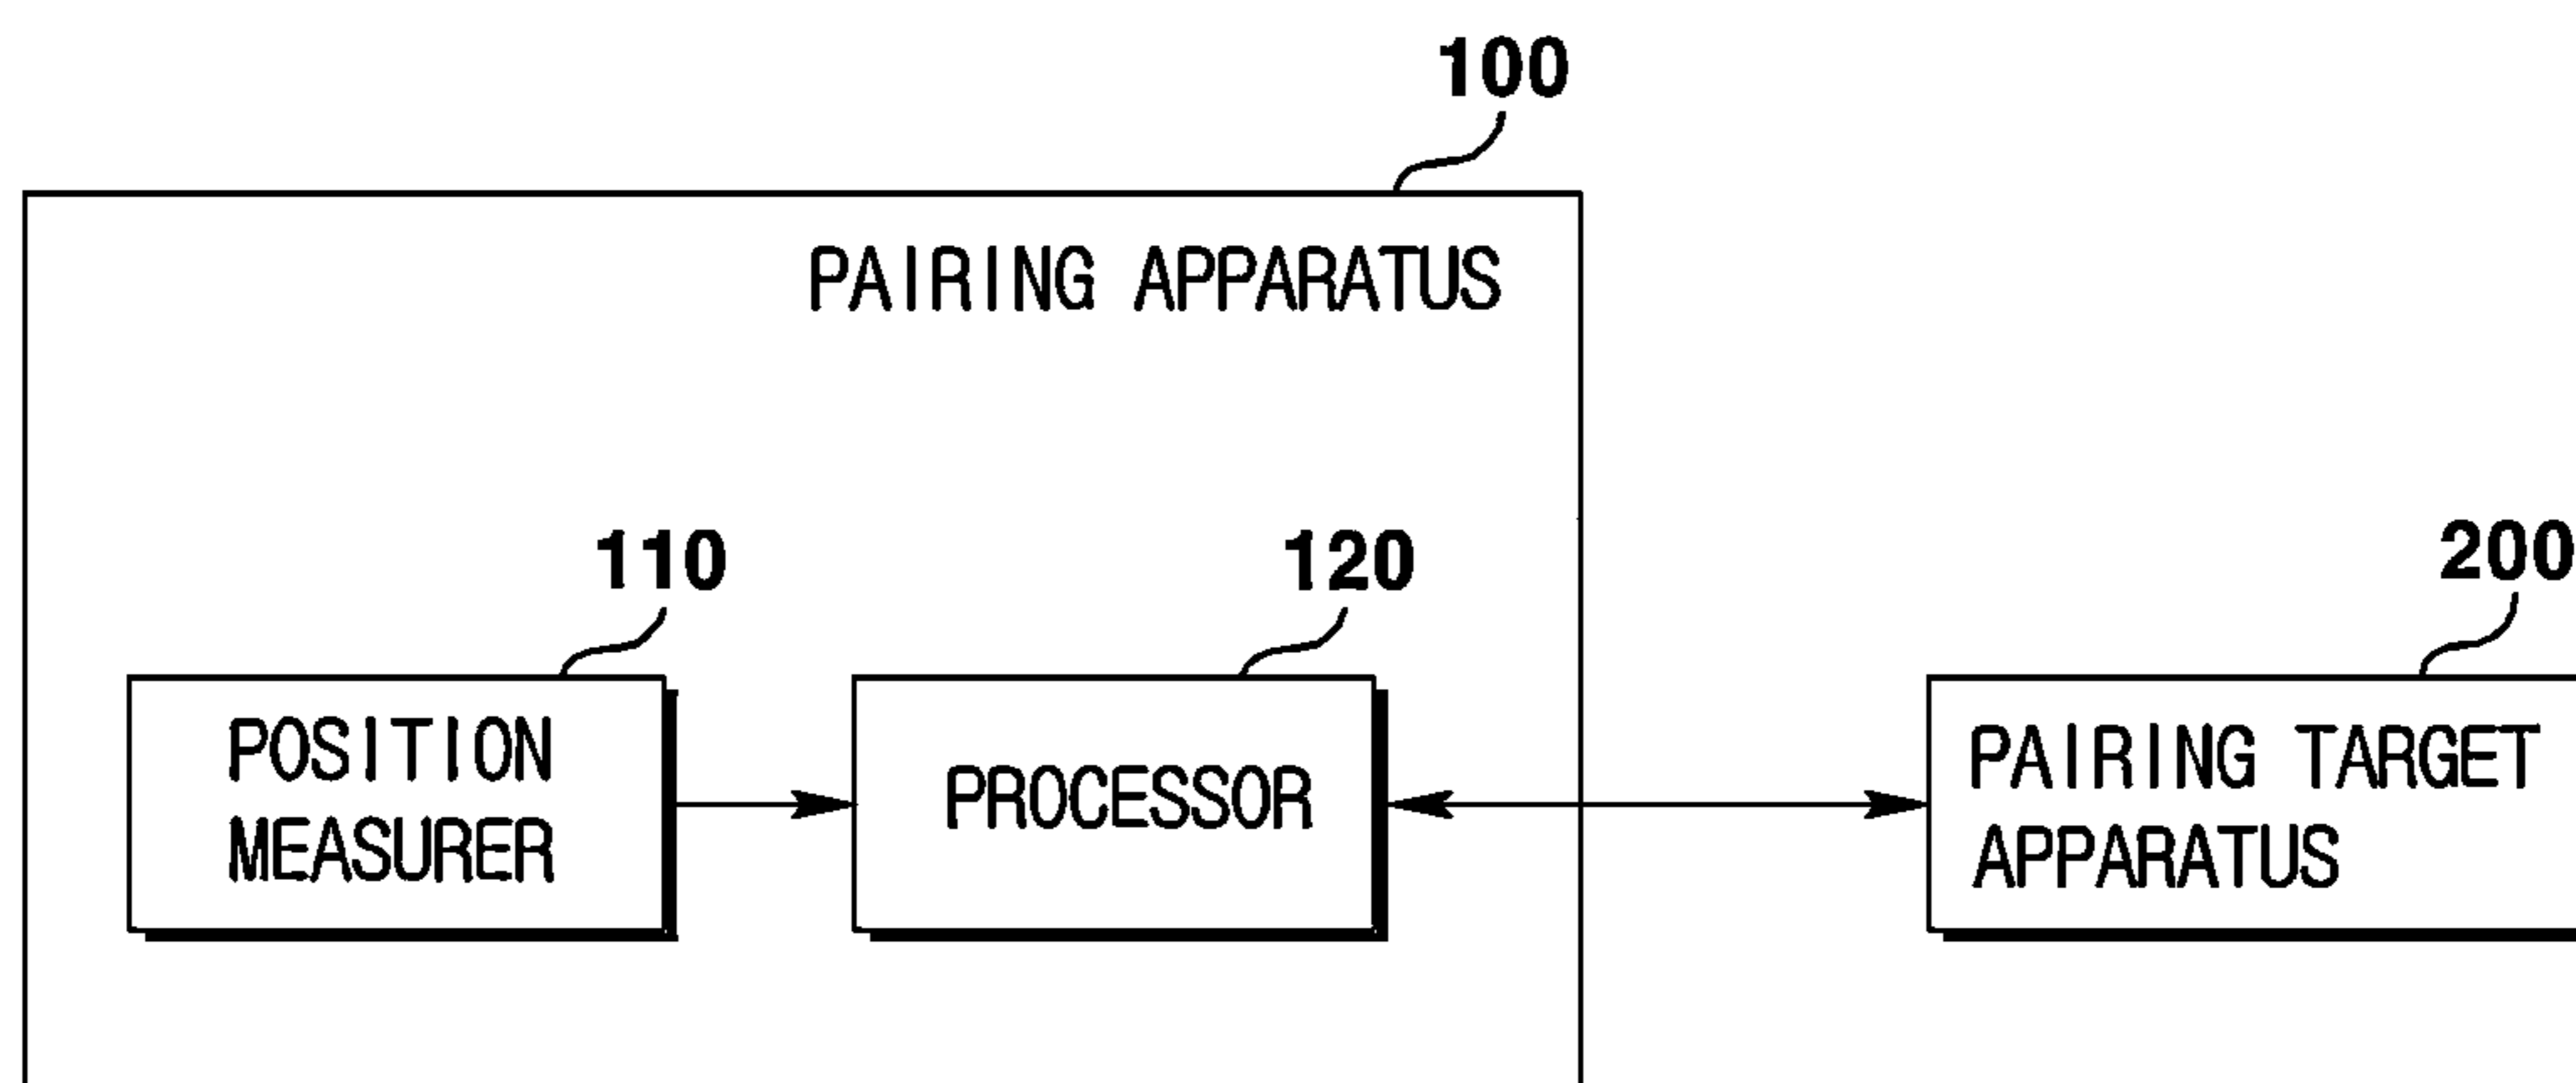 100
PAIRING APPARATUS
110
120
200
POSITION
MEASURER
PROCESSOR
PAIRING TARGET
APPARATUS